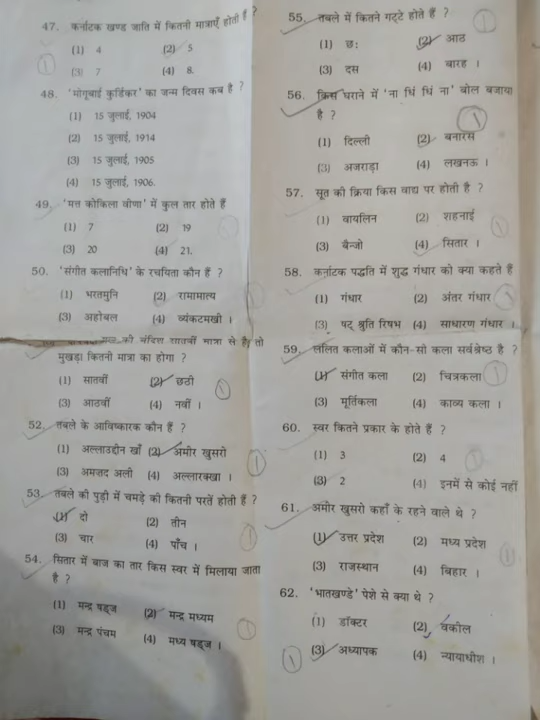 47. कर्नाटक खण्ड जाति में कितनी मात्राएँ होती हैं ?
(1) 4 (2) 5
(3) 7 (4) 8.
48. 'मोगूबाई कुर्डिकर' का जन्म दिवस कब है ?
(1) 15 जुलाई, 1904
(2) 15 जुलाई, 1914
(3) 15 जुलाई, 1905
(4) 15 जुलाई, 1906.
49. 'मत्त कोकिला वीणा' में कुल तार होते हैं
(1) 7 (2) 19
(3) 20 (4) 21.
50. 'संगीत कलानिधि' के रचयिता कौन हैं ?
(1) भरतमुनि (2) रामामात्य
(3) अहोबल (4) व्यंकटमखी ।
की बंदिश सातवीं मात्रा से है, तो
मुखड़ा कितनी मात्रा का होगा ?
(1) सातवीं (2) छठी
(3) आठवीं (4) नवीं ।
52. तबले के आविष्कारक कौन हैं ?
(1) अल्लाउद्दीन खाँ (2) अमीर खुसरो
(3) अमजद अली (4) अल्लारक्खा ।
53. तबले की पुड़ी में चमड़े की कितनी परतें होती हैं ?
(1) दो (2) तीन
(3) चार (4) पाँच ।
54. सितार में बाज का तार किस स्वर में मिलाया जाता
है ?
(1) मन्द्र षड्ज (2) मन्द्र मध्यम
(3) मन्द्र पंचम (4) मध्य षड्ज ।
55. तबले में कितने गट्टे होते हैं ?
(1) छः (2) आठ
(3) दस (4) बारह ।
56. किस घराने में 'ना धिं धिं ना' बोल बजाया
है ?
(1) दिल्ली (2) बनारस
(3) अजराड़ा (4) लखनऊ ।
57. सूत की क्रिया किस वाद्य पर होती है ?
(1) वायलिन (2) शहनाई
(3) बैन्जो (4) सितार ।
58. कर्नाटक पद्धति में शुद्ध गंधार को क्या कहते हैं
(1) गंधार (2) अंतर गंधार
(3) षट् श्रुति रिषभ (4) साधारण गंधार ।
59. ललित कलाओं में कौन-सी कला सर्वश्रेष्ठ है ?
(1) संगीत कला (2) चित्रकला
(3) मूर्तिकला (4) काव्य कला ।
60. स्वर कितने प्रकार के होते हैं ?
(1) 3 (2) 4
(3) 2 (4) इनमें से कोई नहीं
61. अमीर खुसरो कहाँ के रहने वाले थे ?
(1) उत्तर प्रदेश (2) मध्य प्रदेश
(3) राजस्थान (4) बिहार ।
62. 'भातखण्डे' पेशे से क्या थे ?
(1) डॉक्टर (2) वकील
(3) अध्यापक (4) न्यायाधीश ।